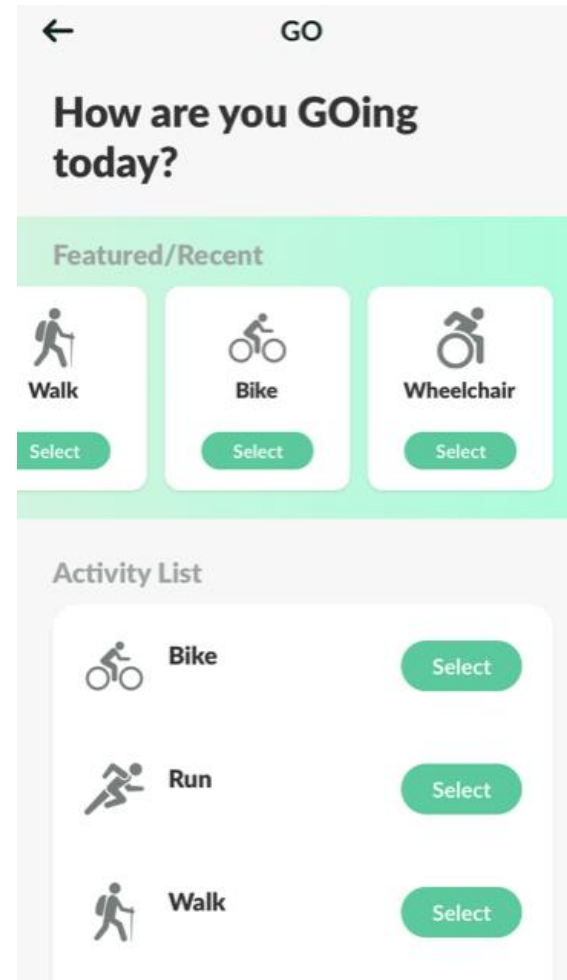 GO
How are you GOing
today?
Featured/Recent
Walk
Bike
Wheelchair
Select
Select
Select
Activity List
Bike
Select
Run
Select
Walk
Select